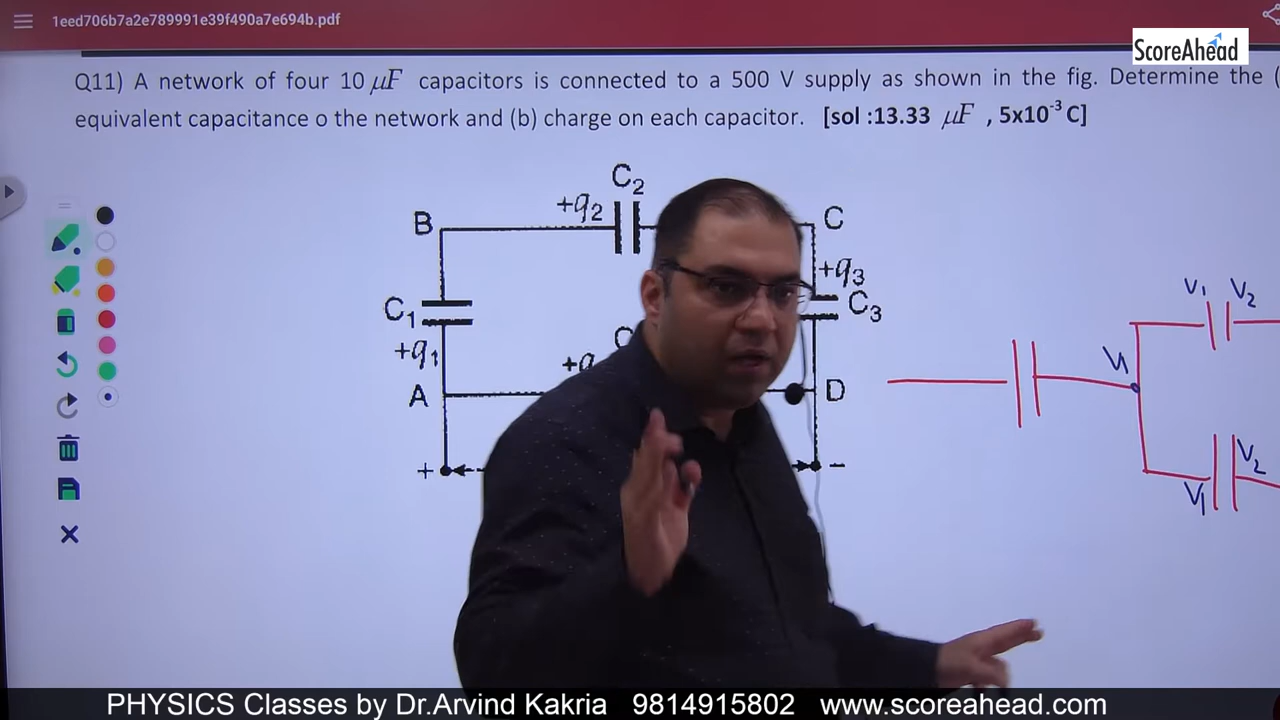 1eed706b7a2e789991e39f490a7e694b.pdf
ScoreAhead
Q11) A network of four 10 μF capacitors is connected to a 500 V supply as shown in the fig. Determine the (
equivalent capacitance o the network and (b) charge on each capacitor. [sol :13.33 μF , 5x10⁻³ C]
C₂
+q₂
B
C
+q₃
C₁
C₃
+q₁
C
+q
A
D
+
-
V₁ V₂
V₁
V₂
V₁
PHYSICS Classes by Dr.Arvind Kakria 9814915802 www.scoreahead.com